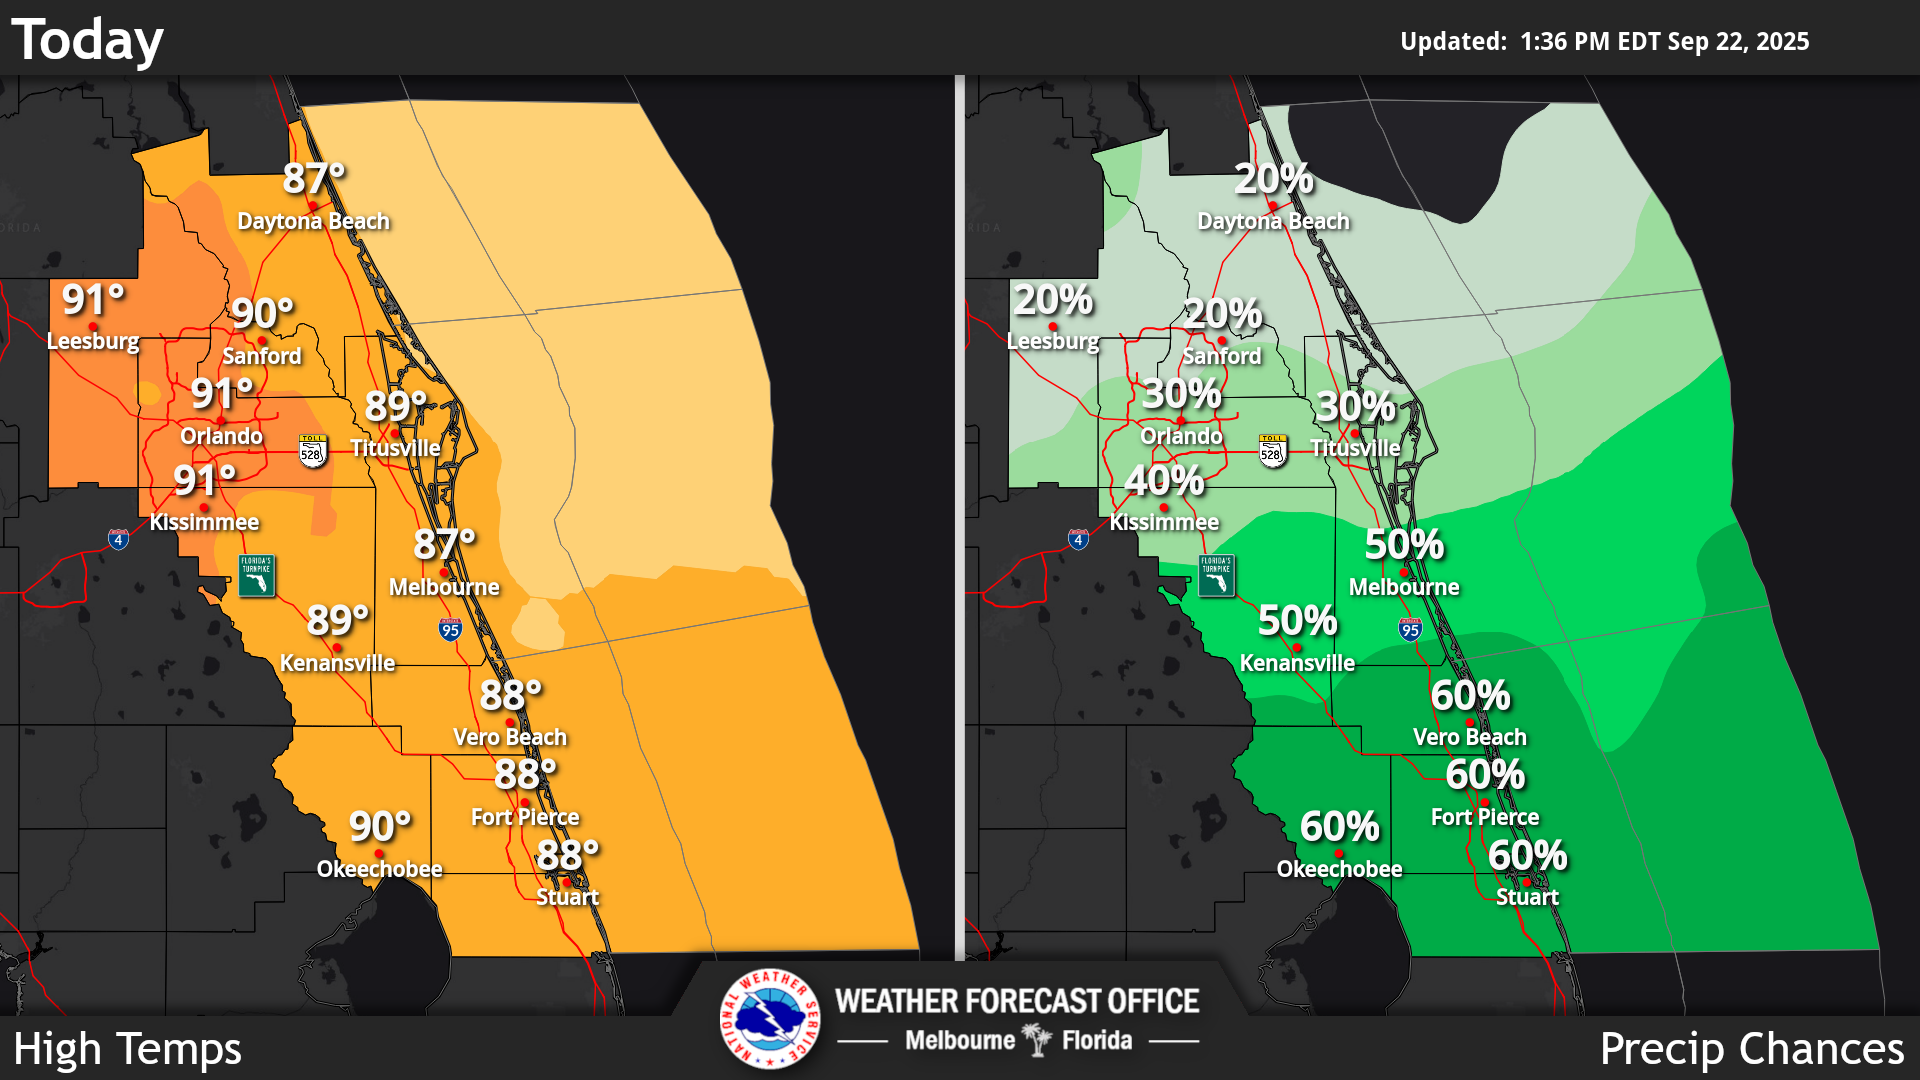 Today
Updated:  1:36 PM EDT Sep 22, 2025
87°
Daytona Beach
91°
Leesburg
90°
Sanford
91°
Orlando
89°
Titusville
TOLL
528
91°
Kissimmee
4
FLORIDA'S
TURNPIKE
87°
Melbourne
89°
Kenansville
95
88°
Vero Beach
88°
Fort Pierce
90°
Okeechobee
88°
Stuart
20%
Daytona Beach
20%
Leesburg
20%
Sanford
30%
Orlando
30%
Titusville
TOLL
528
40%
Kissimmee
4
FLORIDA'S
TURNPIKE
50%
Melbourne
50%
Kenansville
95
60%
Vero Beach
60%
Fort Pierce
60%
Okeechobee
60%
Stuart
High Temps
NATIONAL WEATHER SERVICE
WEATHER FORECAST OFFICE
Melbourne Florida
Precip Chances